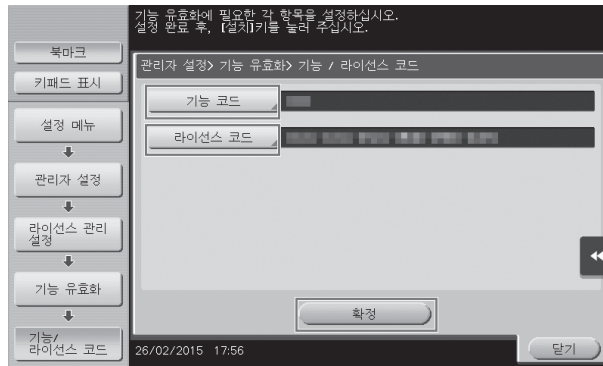 기능 유효화에 필요한 각 항목을 설정하십시오.
설정 완료 후, [설치]키를 눌러 주십시오.
북마크
키패드 표시
설정 메뉴
관리자 설정
라이선스 관리
설정
기능 유효화
기능/
라이선스 코드
관리자 설정> 기능 유효화> 기능 / 라이선스 코드
기능 코드
라이선스 코드
확정
26/02/2015 17:56
닫기